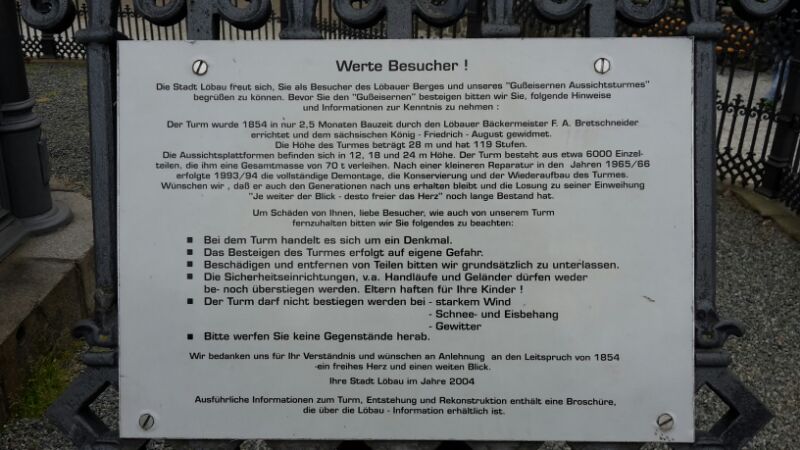 Werte Besucher !
Die Stadt Löbau freut sich, Sie als Besucher des Löbauer Berges und unseres "Gußeisernen Aussichtsturmes"
begrüßen zu können. Bevor Sie den "Gußeisernen" besteigen bitten wir Sie, folgende Hinweise
und Informationen zur Kenntnis zu nehmen :
Der Turm wurde 1854 in nur 2,5 Monaten Bauzeit durch den Löbauer Bäckermeister F. A. Bretschneider
errichtet und dem sächsischen König - Friedrich - August gewidmet.
Die Höhe des Turmes beträgt 28 m und hat 119 Stufen.
Die Aussichtsplattformen befinden sich in 12, 18 und 24 m Höhe. Der Turm besteht aus etwa 6000 Einzel-
teilen, die ihm eine Gesamtmasse von 70 t verleihen. Nach einer kleineren Reparatur in den Jahren 1965/66
erfolgte 1993/94 die vollständige Demontage, die Konservierung und der Wiederaufbau des Turmes.
Wünschen wir , daß er auch den Generationen nach uns erhalten bleibt und die Losung zu seiner Einweihung
"Je weiter der Blick - desto freier das Herz" noch lange Bestand hat.
Um Schäden von Ihnen, liebe Besucher, wie auch von unserem Turm
fernzuhalten bitten wir Sie folgendes zu beachten:
■ Bei dem Turm handelt es sich um ein Denkmal.
■ Das Besteigen des Turmes erfolgt auf eigene Gefahr.
■ Beschädigen und entfernen von Teilen bitten wir grundsätzlich zu unterlassen.
■ Die Sicherheitseinrichtungen, v.a. Handläufe und Geländer dürfen weder
be- noch überstiegen werden. Eltern haften für Ihre Kinder !
■ Der Turm darf nicht bestiegen werden bei - starkem Wind
- Schnee- und Eisbehang
- Gewitter
■ Bitte werfen Sie keine Gegenstände herab.
Wir bedanken uns für Ihr Verständnis und wünschen an Anlehnung an den Leitspruch von 1854
-ein freihes Herz und einen weiten Blick.
Ihre Stadt Löbau im Jahre 2004
Ausführliche Informationen zum Turm, Entstehung und Rekonstruktion enthält eine Broschüre,
die über die Löbau - Information erhältlich ist.